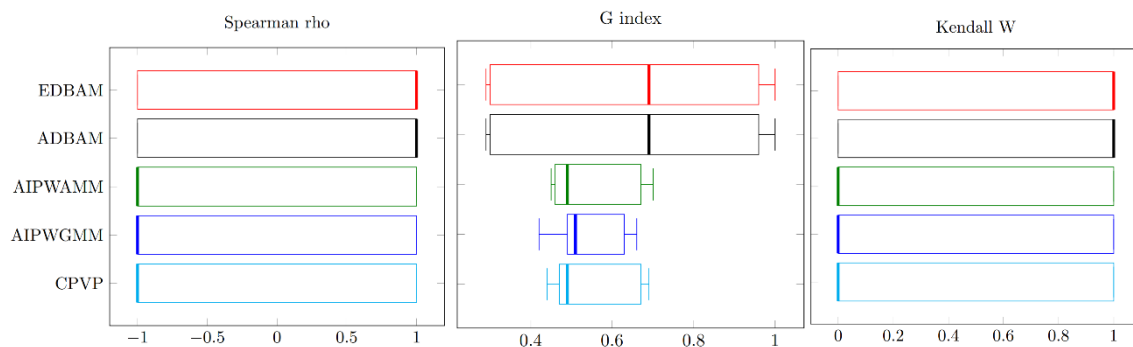 Spearman rho
G index
Kendall W
EDBAM
ADBAM
AIPWAMM
AIPWGMM
CPVP
−1 −0.5 0 0.5 1
0.4 0.6 0.8 1
0 0.2 0.4 0.6 0.8 1